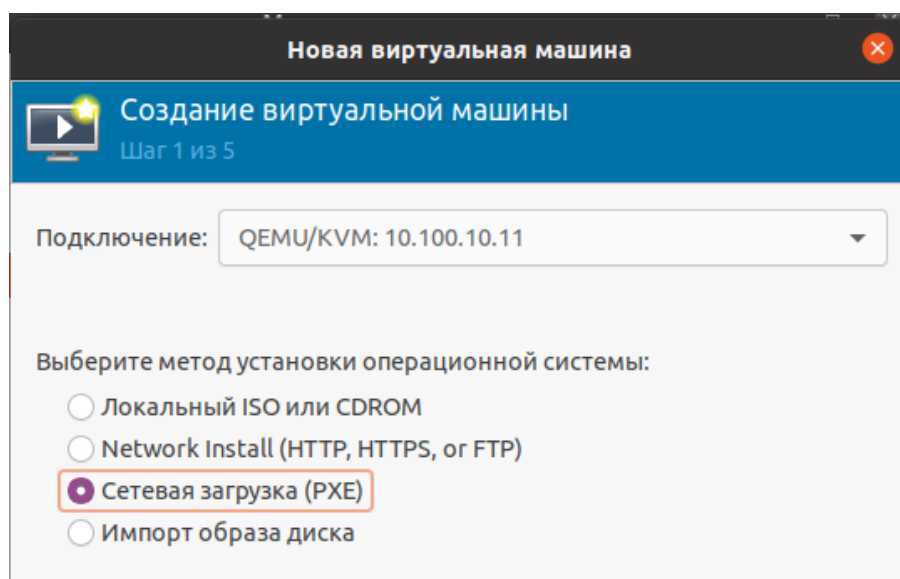 Новая виртуальная машина
Создание виртуальной машины
Шаг 1 из 5
Подключение: QEMU/KVM: 10.100.10.11
Выберите метод установки операционной системы:
Локальный ISO или CDROM
Network Install (HTTP, HTTPS, or FTP)
Сетевая загрузка (PXE)
Импорт образа диска